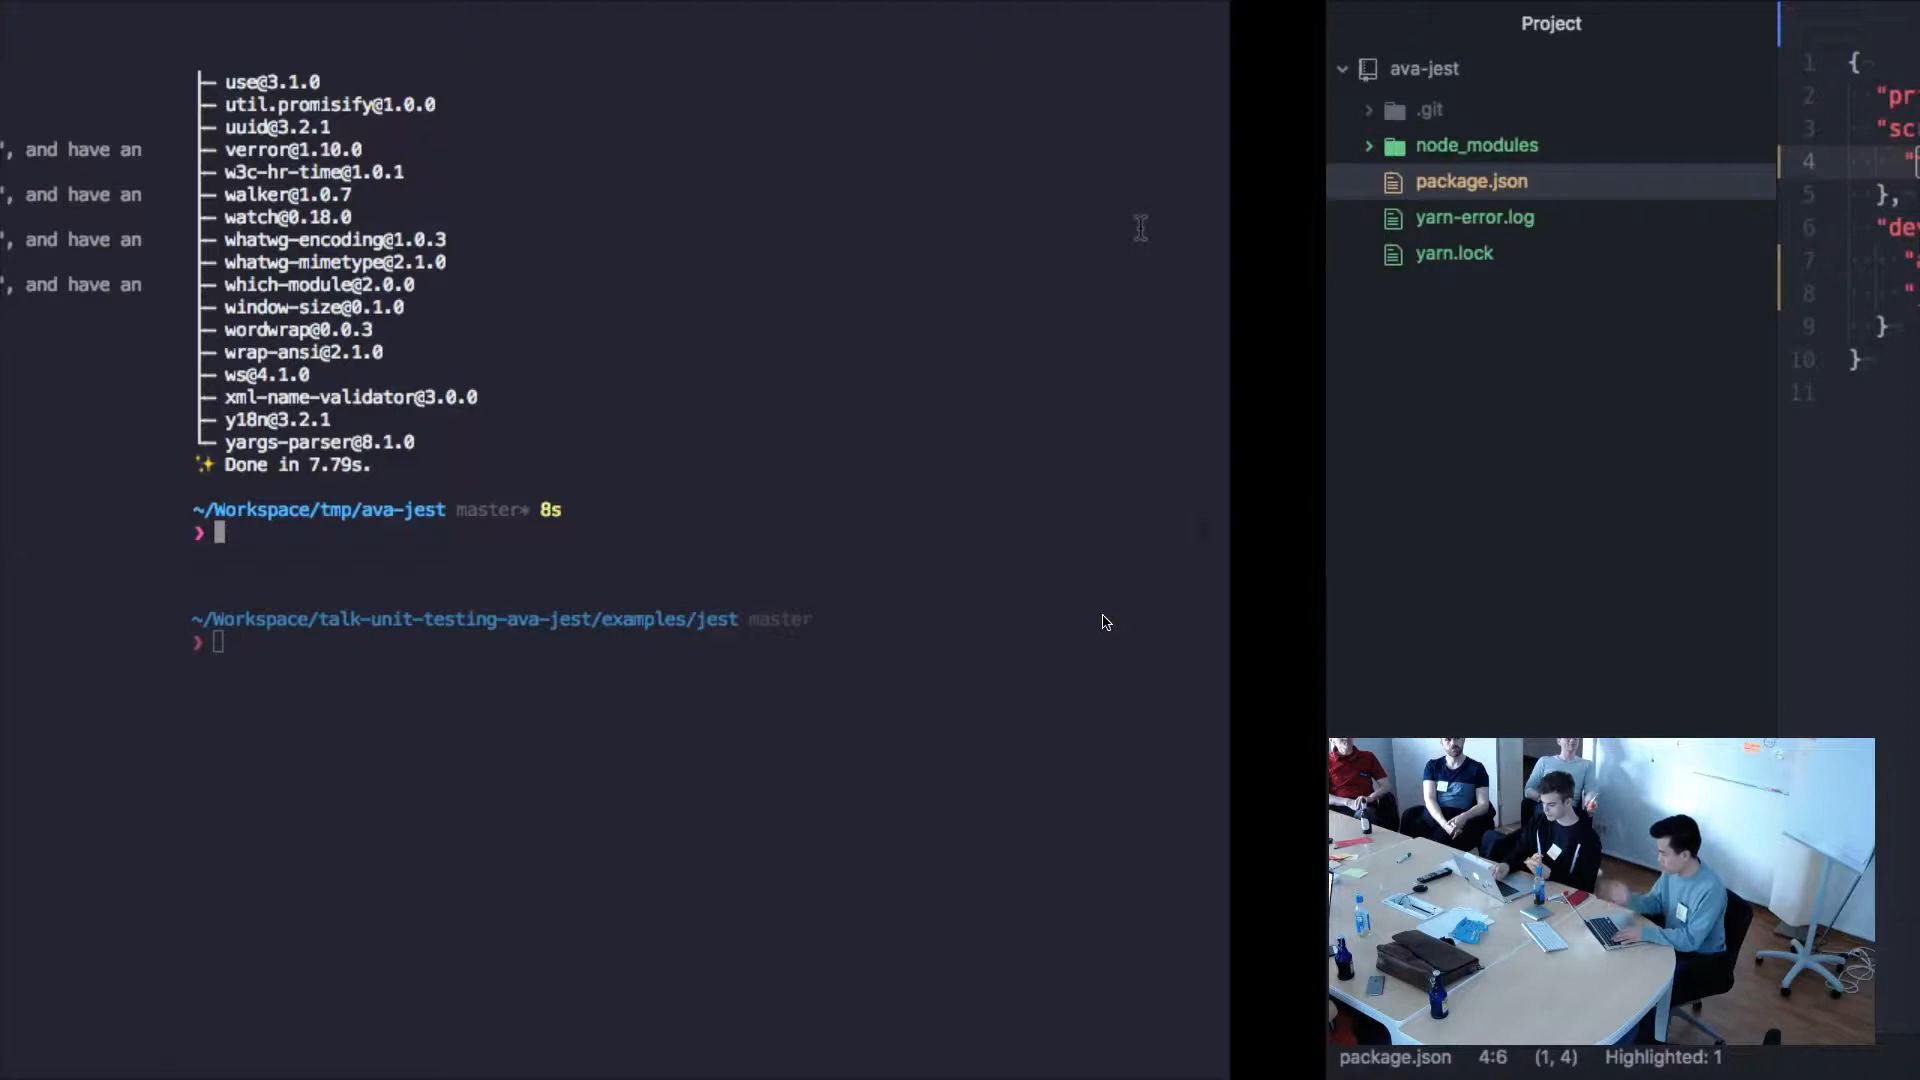 ├─ use@3.1.0
├─ util.promisify@1.0.0
├─ uuid@3.2.1
├─ verror@1.10.0
├─ w3c-hr-time@1.0.1
├─ walker@1.0.7
├─ watch@0.18.0
├─ whatwg-encoding@1.0.3
├─ whatwg-mimetype@2.1.0
├─ which-module@2.0.0
├─ window-size@0.1.0
├─ wordwrap@0.0.3
├─ wrap-ansi@2.1.0
├─ ws@4.1.0
├─ xml-name-validator@3.0.0
├─ y18n@3.2.1
└─ yargs-parser@8.1.0
✨ Done in 7.79s.
~/Workspace/tmp/ava-jest master* 8s
❯
~/Workspace/talk-unit-testing-ava-jest/examples/jest master
❯
", and have an
", and have an
", and have an
", and have an
Project
ava-jest
.git
node_modules
package.json
yarn-error.log
yarn.lock
1 {
2 "pr
3 "sc
4 "
5 },
6 "dev
7 "
8 "
9 }
10 }
11
package.json 4:6 (1, 4) Highlighted: 1